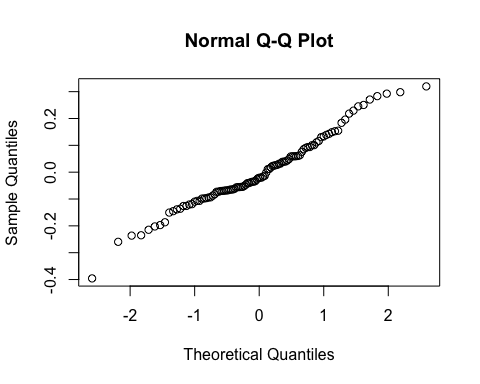 Normal Q-Q Plot
Sample Quantiles
0.2
0.0
-0.2
-0.4
-2 -1 0 1 2
Theoretical Quantiles